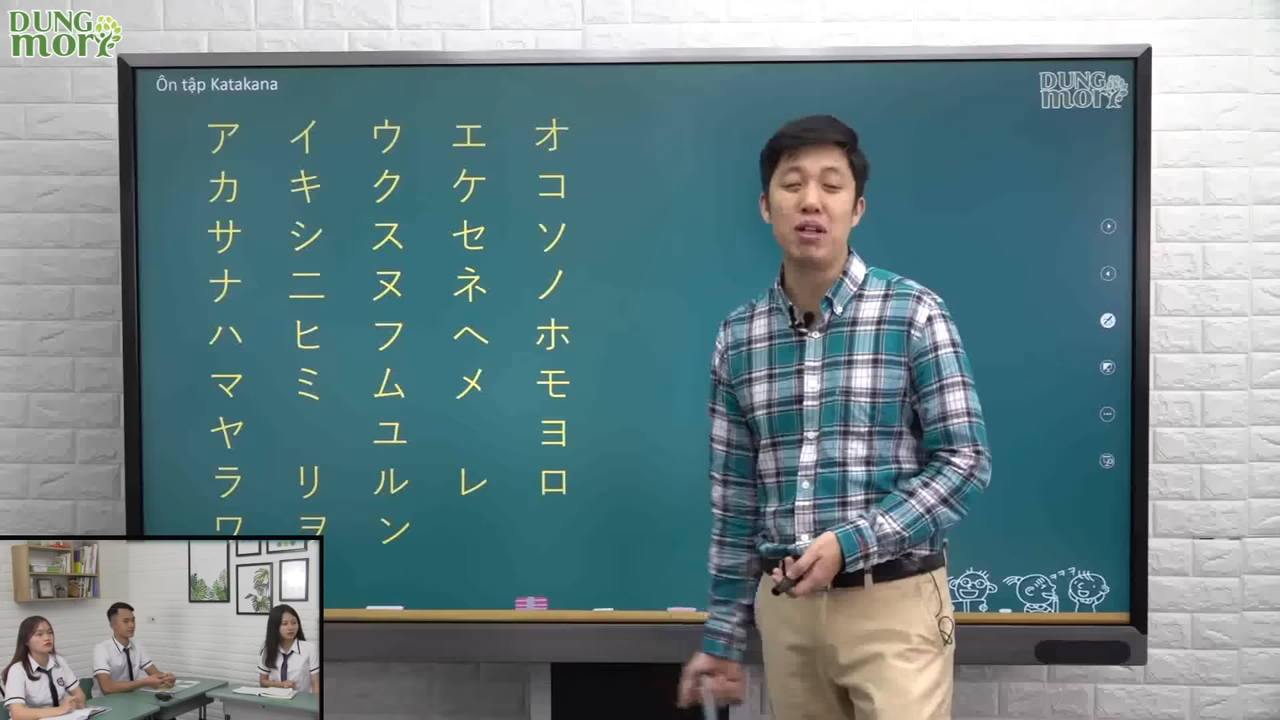 DUNG
mori
Ôn tập Katakana
DUNG
mori
ア イ ウ エ オ
カ キ ク ケ コ
サ シ ス セ ソ
ナ ニ ヌ ネ ノ
ハ ヒ フ ヘ ホ
マ ミ ム メ モ
ヤ ユ ヨ
ラ リ ル レ ロ
ワ ヲ ン